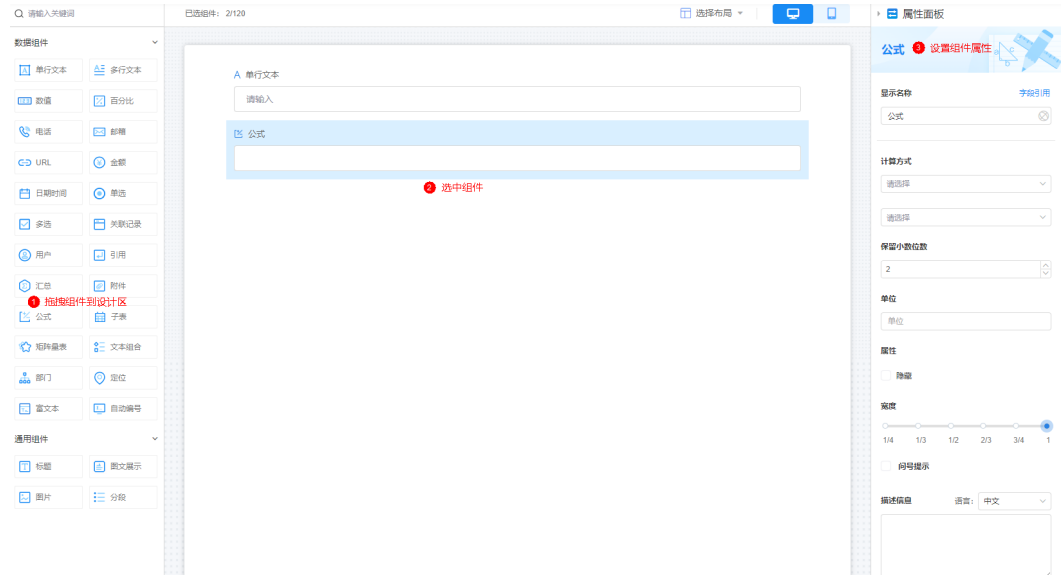 请输入关键词
已选组件: 2/120
选择布局
属性面板
数据组件
单行文本
多行文本
数值
百分比
电话
邮箱
URL
金额
日期时间
单选
多选
关联记录
用户
引用
汇总
附件
1 拖拽组件到设计区
公式
子表
矩阵量表
文本组合
部门
定位
富文本
自动编号
通用组件
标题
图文展示
图片
分段
A 单行文本
请输入
公式
2 选中组件
公式
3 设置组件属性
显示名称
字段引用
公式
计算方式
请选择
请选择
保留小数位数
2
单位
单位
属性
隐藏
宽度
1/4 1/3 1/2 2/3 3/4 1
问号提示
描述信息
语言:
中文